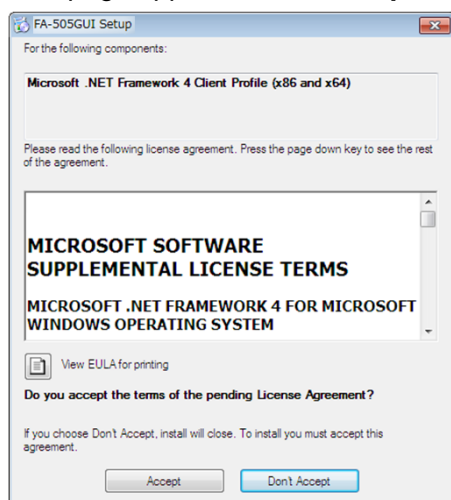 FA-505GUI Setup
For the following components:
Microsoft .NET Framework 4 Client Profile (x86 and x64)
Please read the following license agreement. Press the page down key to see the rest
of the agreement.
MICROSOFT SOFTWARE
SUPPLEMENTAL LICENSE TERMS
MICROSOFT .NET FRAMEWORK 4 FOR MICROSOFT
WINDOWS OPERATING SYSTEM
View EULA for printing
Do you accept the terms of the pending License Agreement?
If you choose Don't Accept, install will close. To install you must accept this
agreement.
Accept
Don't Accept